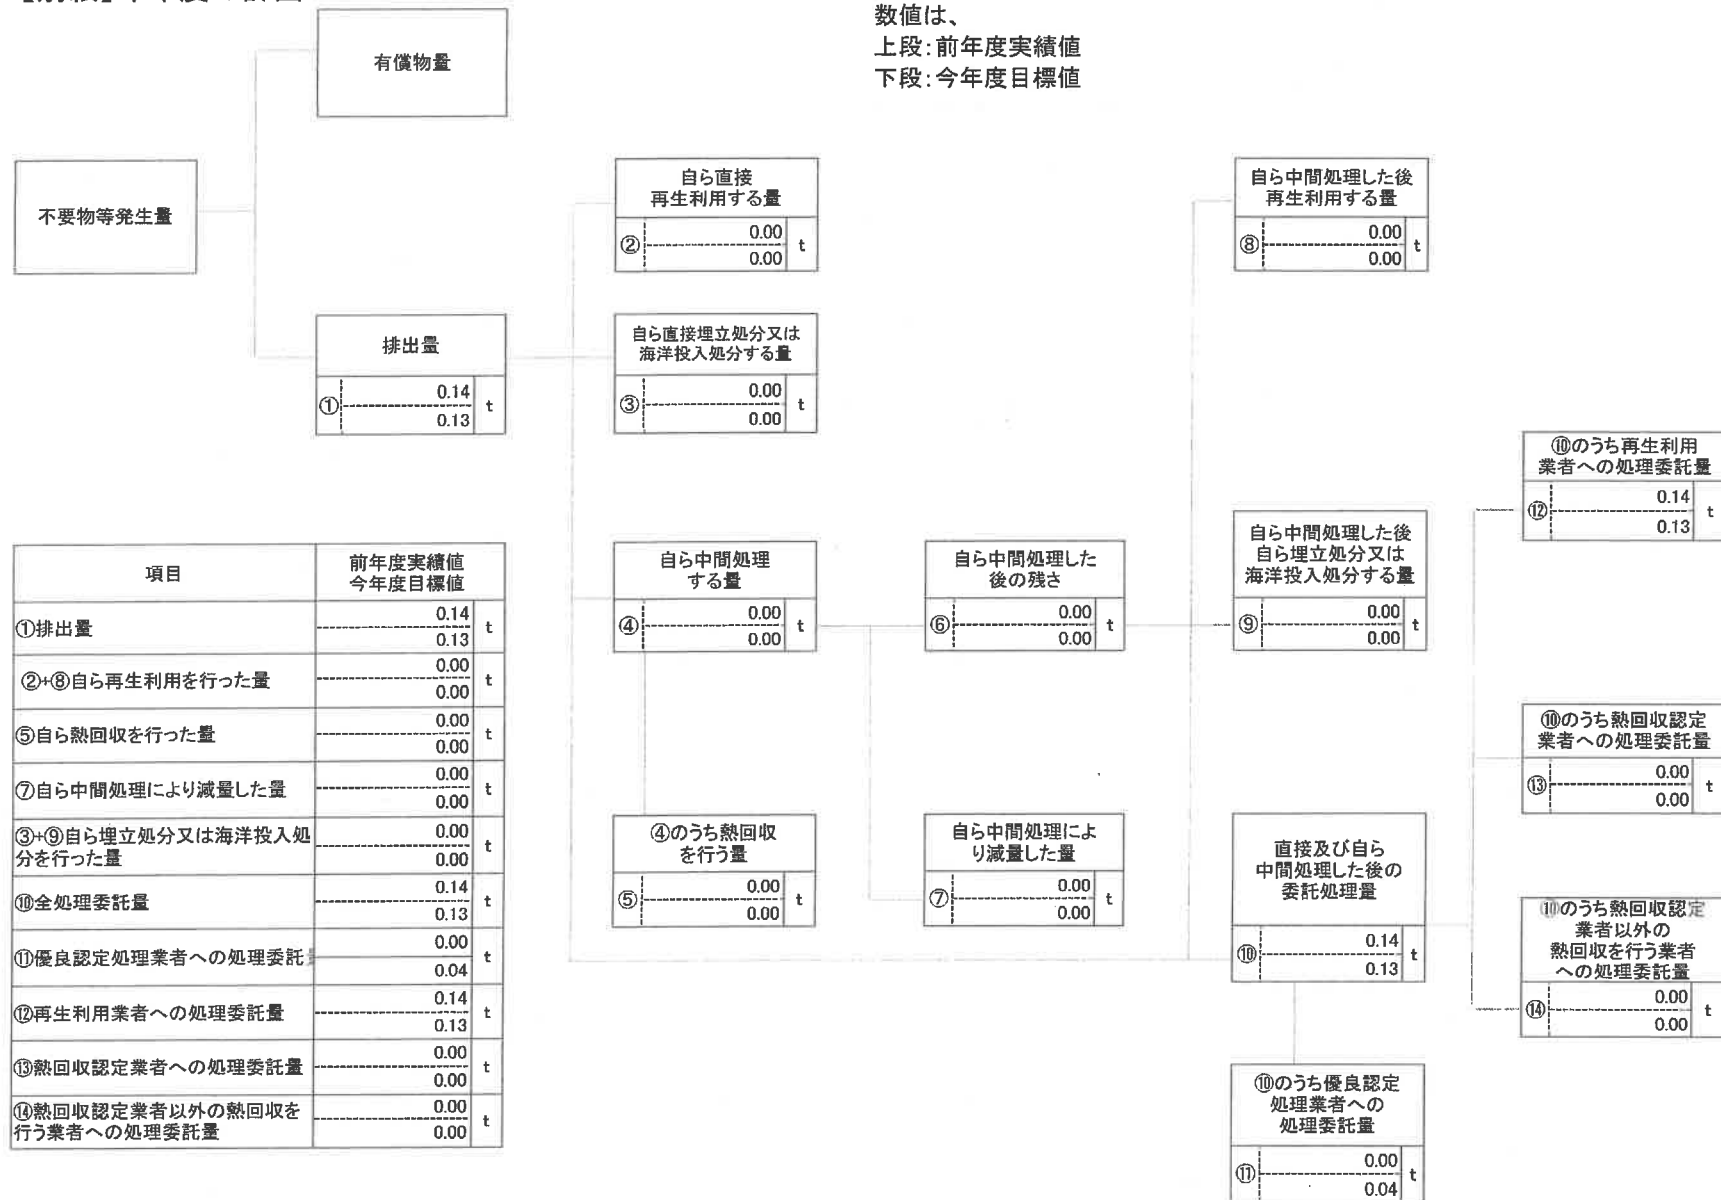 数値は、
上段:前年度実績値
下段:今年度目標値
有償物量
不要物等発生量
排出量
① 0.14 t
0.13
自ら直接
再生利用する量
② 0.00 t
0.00
自ら直接埋立処分又は
海洋投入処分する量
③ 0.00 t
0.00
自ら中間処理
する量
④ 0.00 t
0.00
④のうち熱回収
を行う量
⑤ 0.00 t
0.00
自ら中間処理した
後の残さ
⑥ 0.00 t
0.00
自ら中間処理によ
り減量した量
⑦ 0.00 t
0.00
自ら中間処理した後
再生利用する量
⑧ 0.00 t
0.00
自ら中間処理した後
自ら埋立処分又は
海洋投入処分する量
⑨ 0.00 t
0.00
直接及び自ら
中間処理した後の
委託処理量
⑩ 0.14 t
0.13
⑩のうち優良認定
処理業者への
処理委託量
⑪ 0.00 t
0.04
⑩のうち再生利用
業者への処理委託量
⑫ 0.14 t
0.13
⑩のうち熱回収認定
業者への処理委託量
⑬ 0.00 t
0.00
⑩のうち熱回収認定
業者以外の
熱回収を行う業者
への処理委託量
⑭ 0.00 t
0.00
項目 前年度実績値
今年度目標値
①排出量 0.14 t
0.13
②+⑧自ら再生利用を行った量 0.00 t
0.00
⑤自ら熱回収を行った量 0.00 t
0.00
⑦自ら中間処理により減量した量 0.00 t
0.00
③+⑨自ら埋立処分又は海洋投入処
分を行った量 0.00 t
0.00
⑩全処理委託量 0.14 t
0.13
⑪優良認定処理業者への処理委託 0.00 t
0.04
⑫再生利用業者への処理委託量 0.14 t
0.13
⑬熱回収認定業者への処理委託量 0.00 t
0.00
⑭熱回収認定業者以外の熱回収を
行う業者への処理委託量 0.00 t
0.00